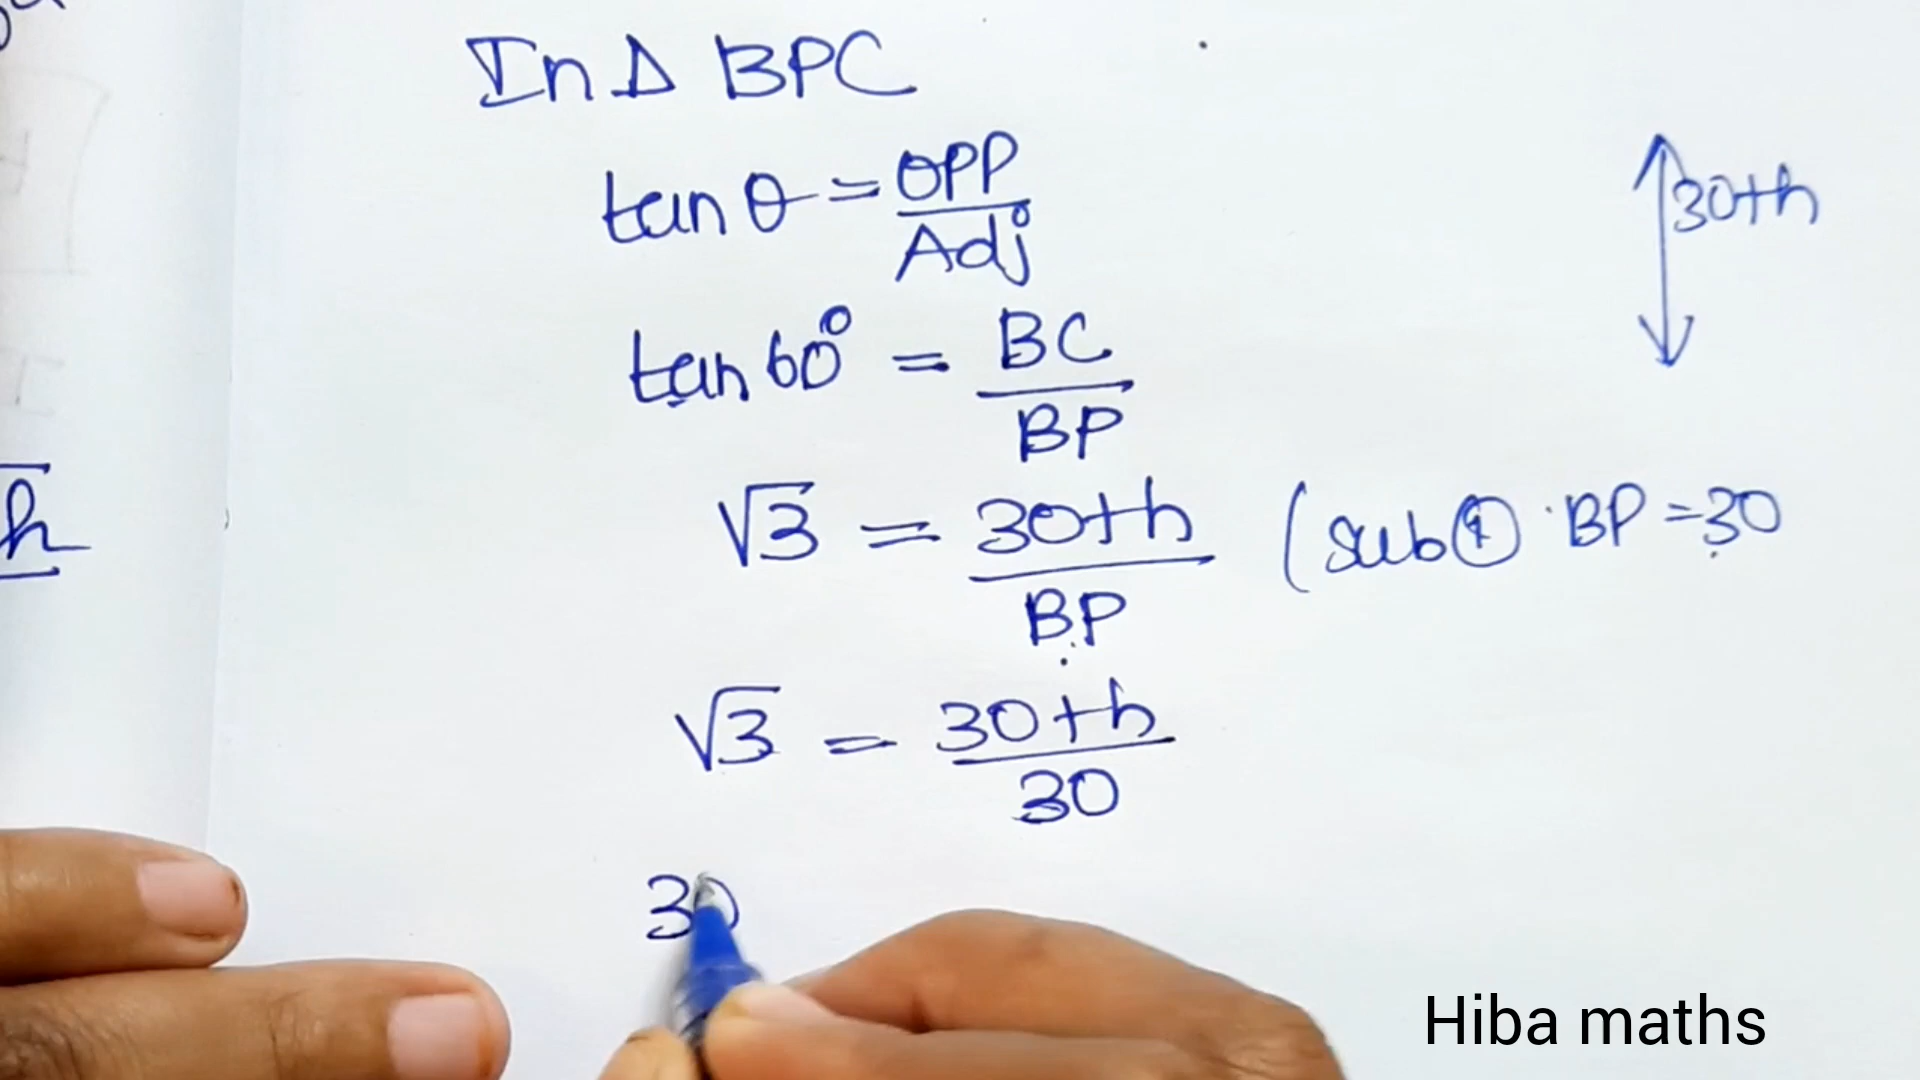 In Δ BPC
tan θ = OPP / Adj
30+h
tan 60° = BC / BP
√3 = 30+h / BP (sub ① BP = 30
h
√3 = 30+h / 30
30
Hiba maths